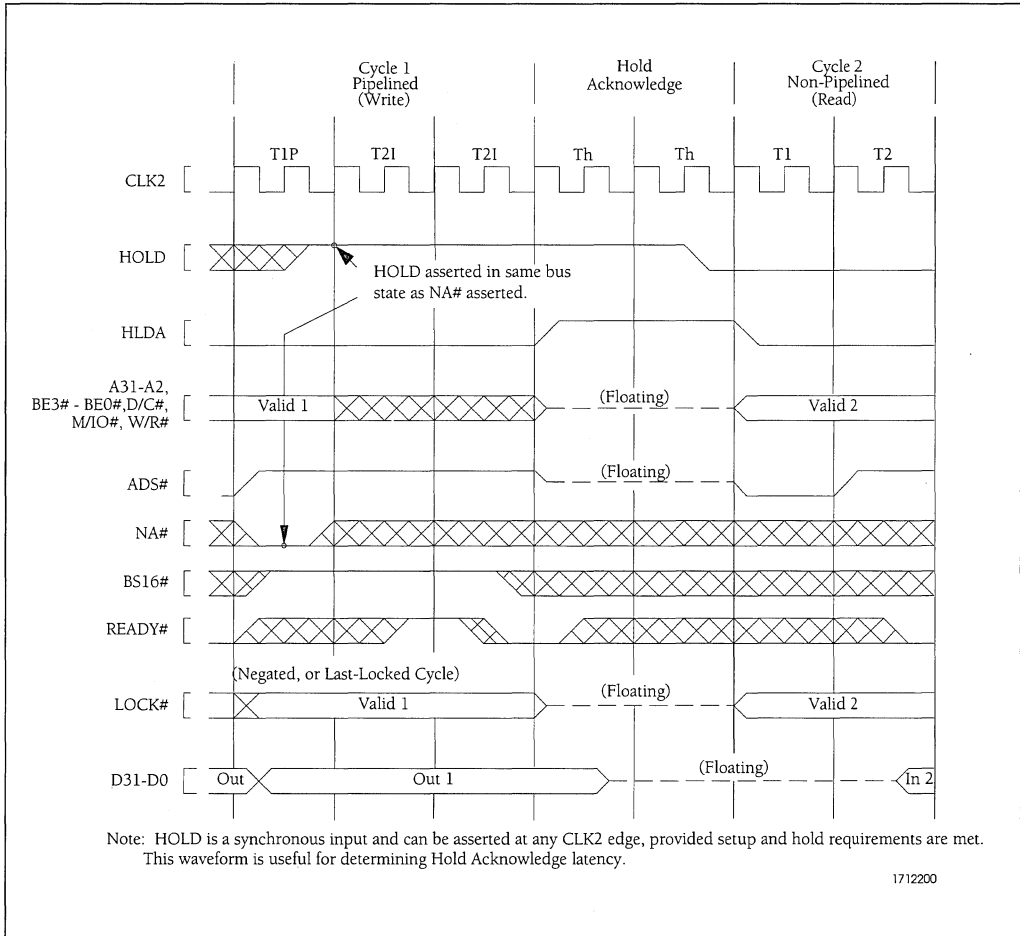 Cycle 1
Pipelined
(Write)
Hold
Acknowledge
Cycle 2
Non-Pipelined
(Read)
T1P T2I T2I Th Th T1 T2
CLK2
HOLD
HOLD asserted in same bus
state as NA# asserted.
HLDA
A31-A2,
BE3# - BE0#,D/C#,
M/IO#, W/R#
Valid 1 (Floating) Valid 2
ADS# (Floating)
NA#
BS16#
READY#
(Negated, or Last-Locked Cycle)
LOCK# Valid 1 (Floating) Valid 2
D31-D0 Out Out 1 (Floating) In 2
Note: HOLD is a synchronous input and can be asserted at any CLK2 edge, provided setup and hold requirements are met.
This waveform is useful for determining Hold Acknowledge latency.
1712200